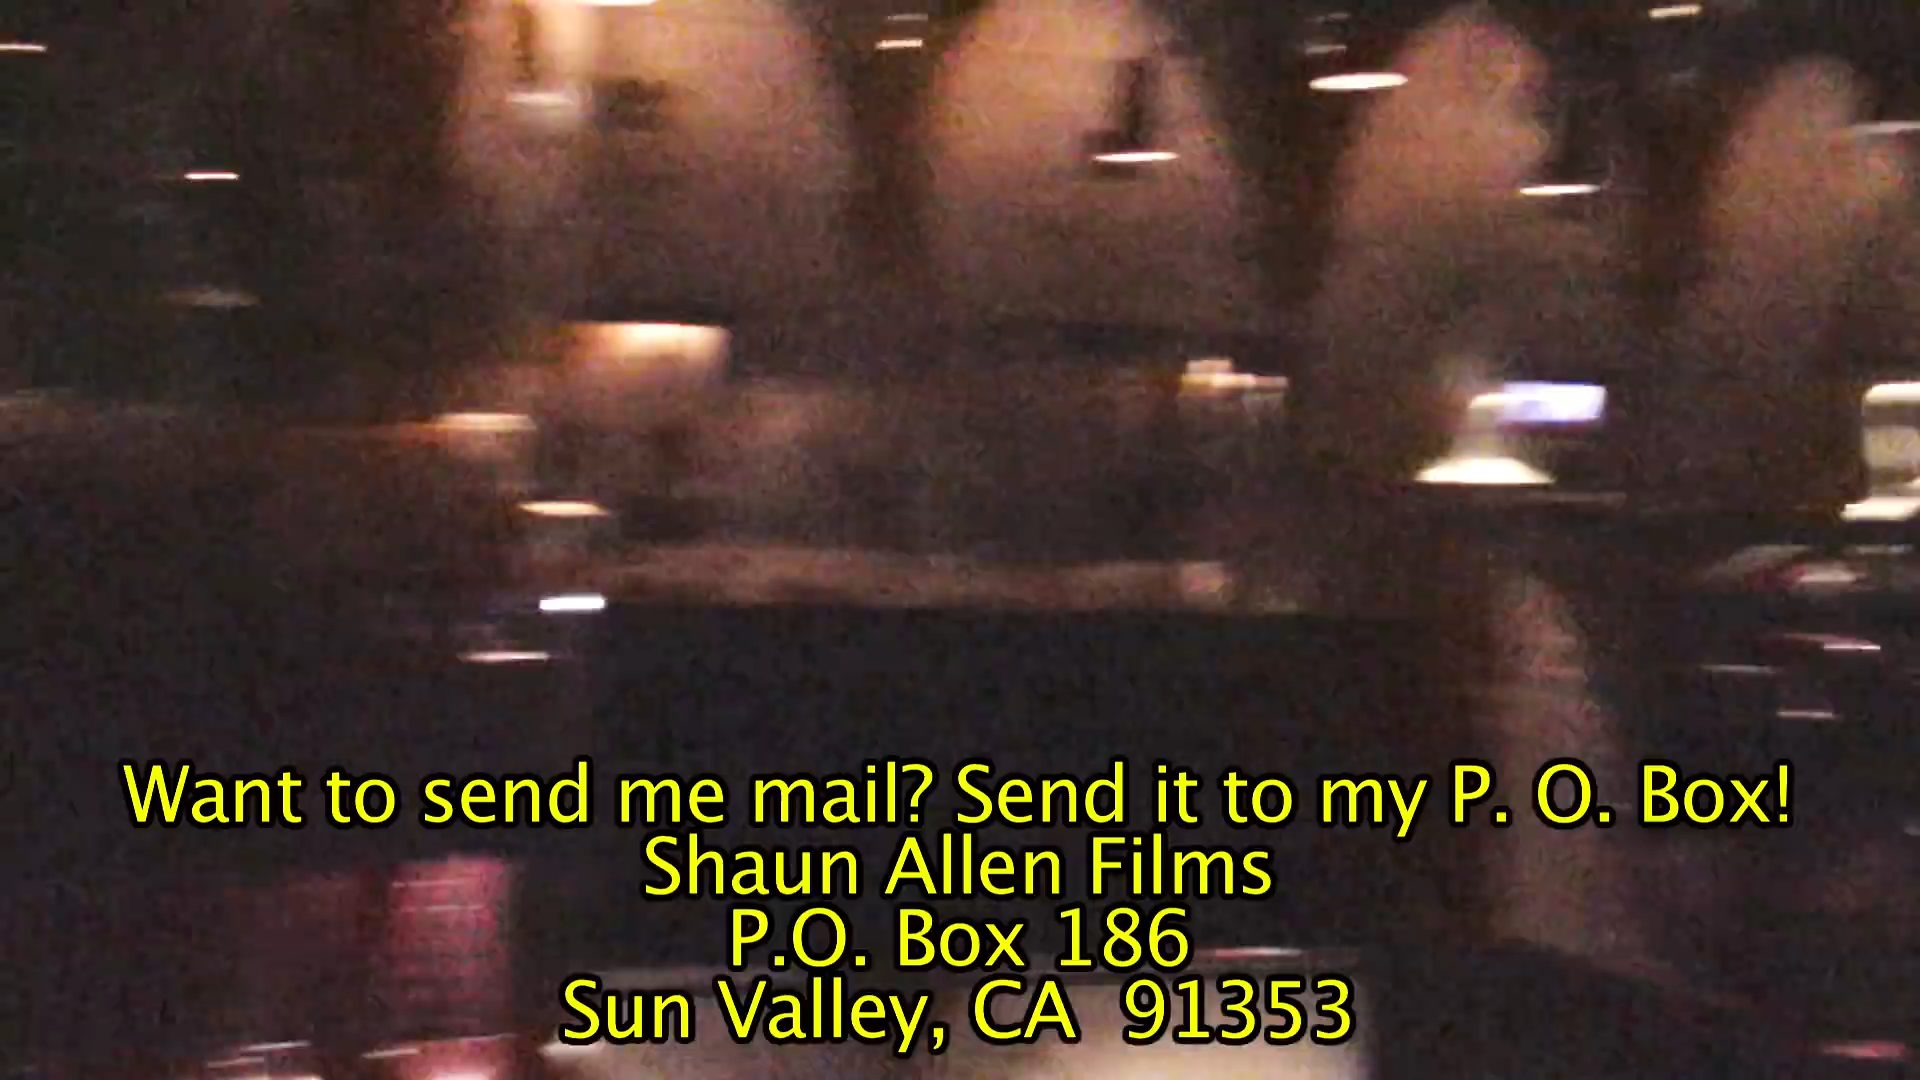 Want to send me mail? Send it to my P. O. Box!
Shaun Allen Films
P.O. Box 186
Sun Valley, CA  91353